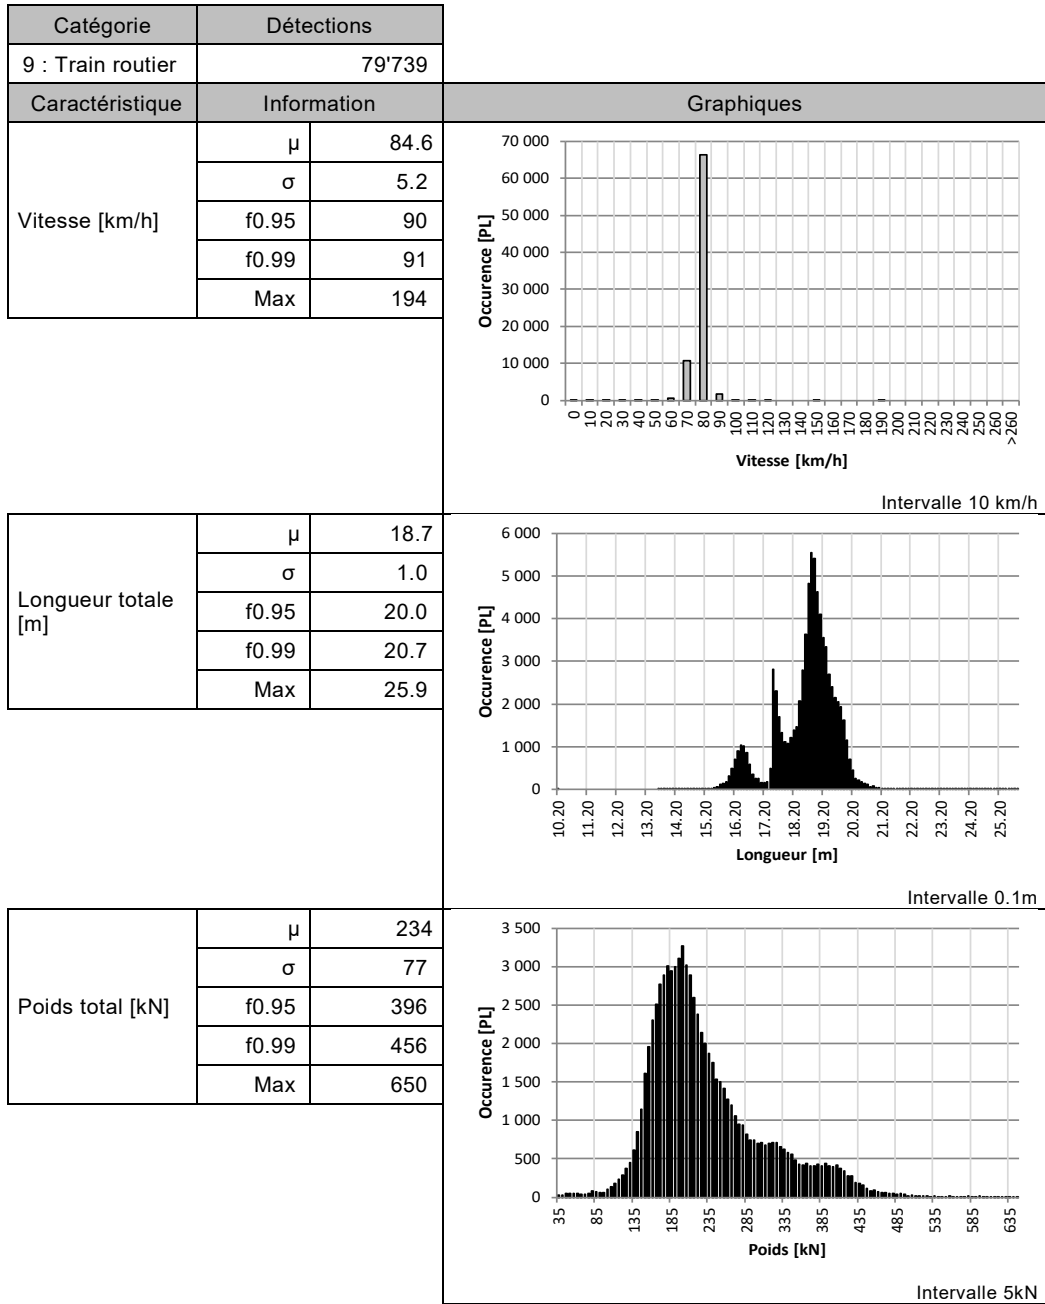 Catégorie Détections
9 : Train routier 79'739
Caractéristique Information Graphiques
Vitesse [km/h]
µ 84.6
σ 5.2
f0.95 90
f0.99 91
Max 194
Occurence [PL]
70 000
60 000
50 000
40 000
30 000
20 000
10 000
0
0 10 20 30 40 50 60 70 80 90 100 110 120 130 140 150 160 170 180 190 200 210 220 230 240 250 260 >260
Vitesse [km/h]
Intervalle 10 km/h
Longueur totale
[m]
µ 18.7
σ 1.0
f0.95 20.0
f0.99 20.7
Max 25.9
Occurence [PL]
6 000
5 000
4 000
3 000
2 000
1 000
0
10.20 11.20 12.20 13.20 14.20 15.20 16.20 17.20 18.20 19.20 20.20 21.20 22.20 23.20 24.20 25.20
Longueur [m]
Intervalle 0.1m
Poids total [kN]
µ 234
σ 77
f0.95 396
f0.99 456
Max 650
Occurence [PL]
3 500
3 000
2 500
2 000
1 500
1 000
500
0
35 85 135 185 235 285 335 385 435 485 535 585 635
Poids [kN]
Intervalle 5kN